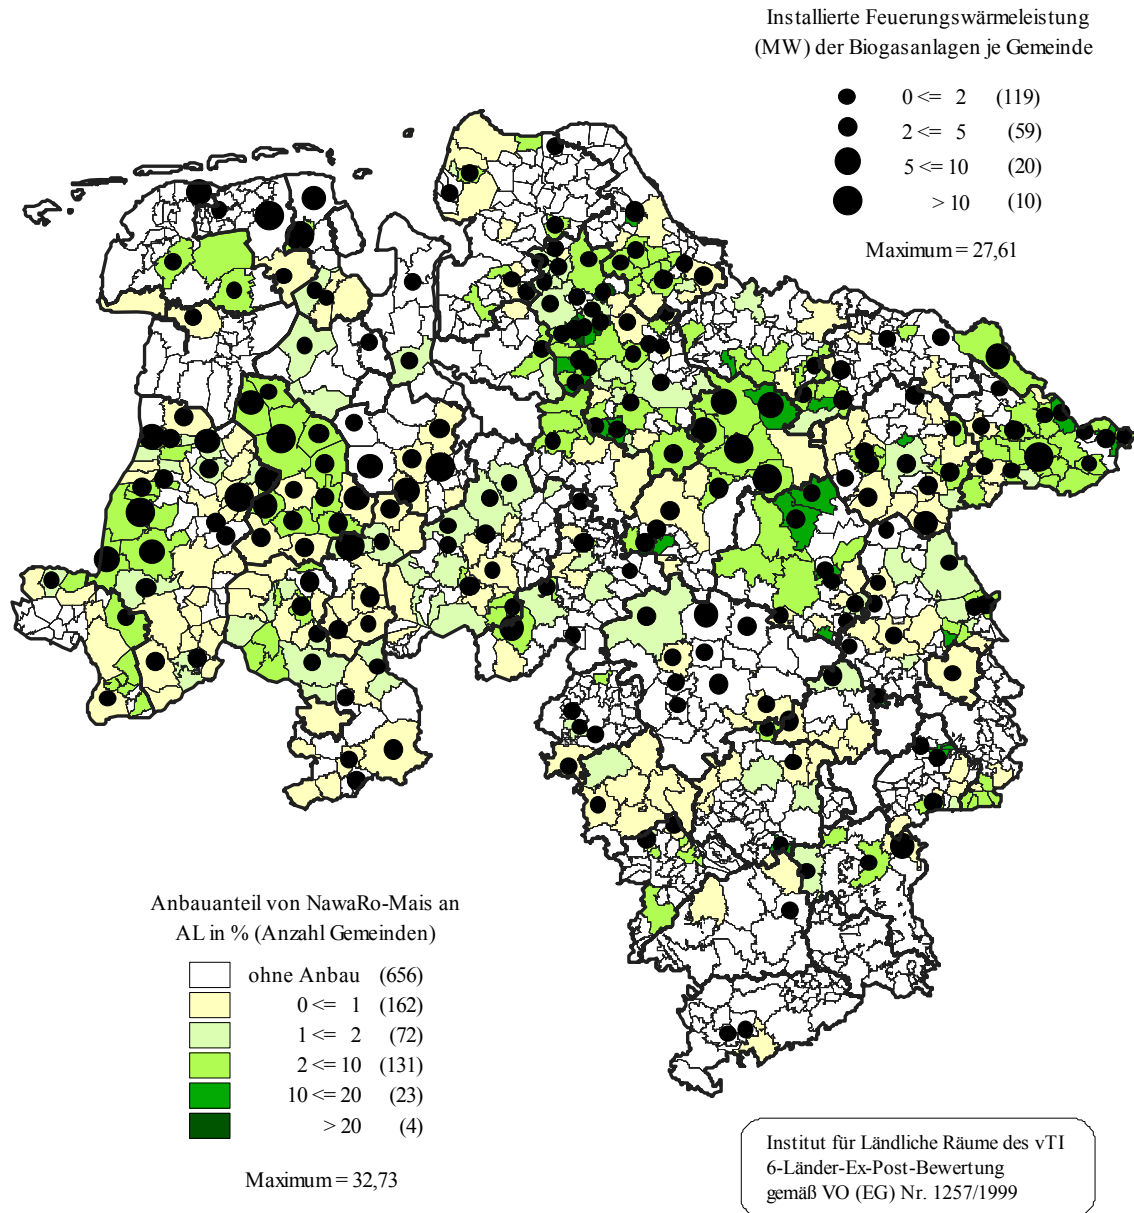 Installierte Feuerungswärmeleistung
(MW) der Biogasanlagen je Gemeinde
0 <= 2 (119)
2 <= 5 (59)
5 <= 10 (20)
> 10 (10)
Maximum = 27,61
Anbauanteil von NawaRo-Mais an
AL in % (Anzahl Gemeinden)
ohne Anbau (656)
0 <= 1 (162)
1 <= 2 (72)
2 <= 10 (131)
10 <= 20 (23)
> 20 (4)
Maximum = 32,73
Institut für Ländliche Räume des vTI
6-Länder-Ex-Post-Bewertung
gemäß VO (EG) Nr. 1257/1999